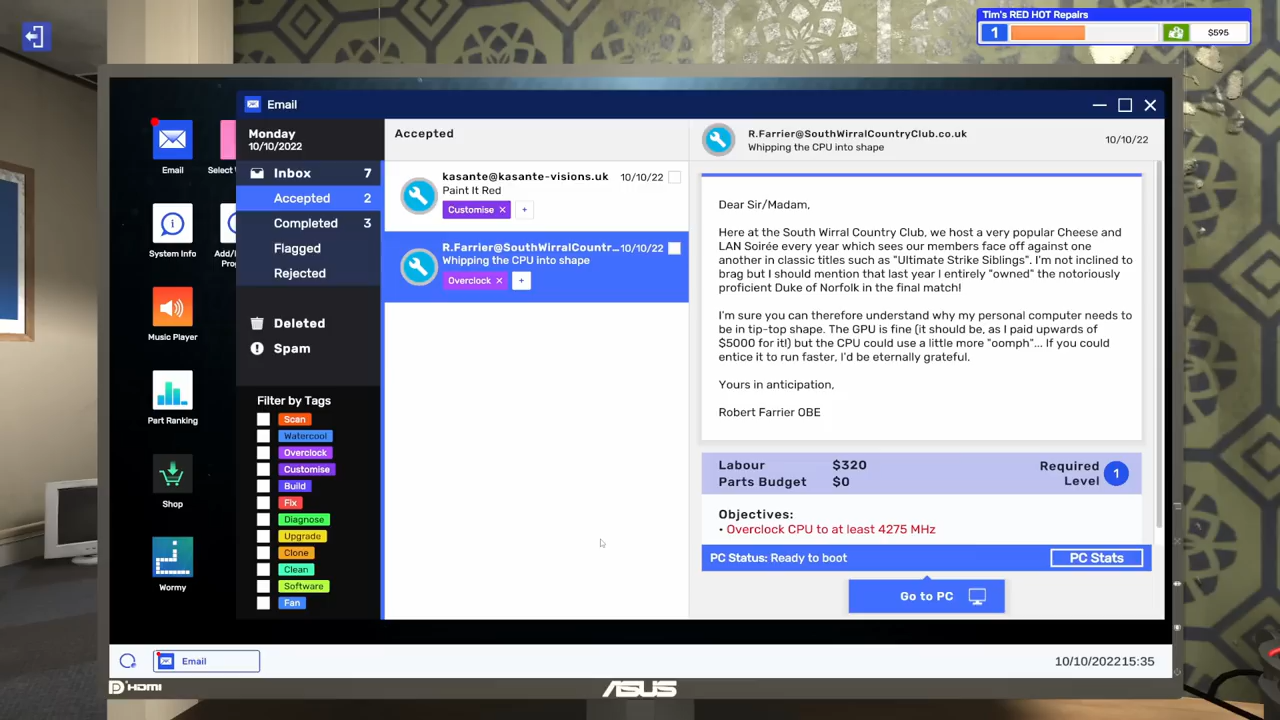 Tim's RED HOT Repairs
1
$595
Email
Monday
10/10/2022
Inbox 7
Accepted 2
Completed 3
Flagged
Rejected
Deleted
Spam
Filter by Tags
Scan
Watercool
Overclock
Customise
Build
Fix
Diagnose
Upgrade
Clone
Clean
Software
Fan
Accepted
kasante@kasante-visions.uk 10/10/22
Paint It Red
Customise × +
R.Farrier@SouthWirralCountr... 10/10/22
Whipping the CPU into shape
Overclock × +
R.Farrier@SouthWirralCountryClub.co.uk
Whipping the CPU into shape
10/10/22
Dear Sir/Madam,
Here at the South Wirral Country Club, we host a very popular Cheese and
LAN Soirée every year which sees our members face off against one
another in classic titles such as "Ultimate Strike Siblings". I'm not inclined to
brag but I should mention that last year I entirely "owned" the notoriously
proficient Duke of Norfolk in the final match!
I'm sure you can therefore understand why my personal computer needs to
be in tip-top shape. The GPU is fine (it should be, as I paid upwards of
$5000 for it!) but the CPU could use a little more "oomph"... If you could
entice it to run faster, I'd be eternally grateful.
Yours in anticipation,
Robert Farrier OBE
Labour $320
Parts Budget $0
Required
Level 1
Objectives:
• Overclock CPU to at least 4275 MHz
PC Status: Ready to boot
PC Stats
Go to PC
Email
Select
System Info
Add/
Pro
Music Player
Part Ranking
Shop
Wormy
Email
10/10/2022 15:35
HDMI
ASUS